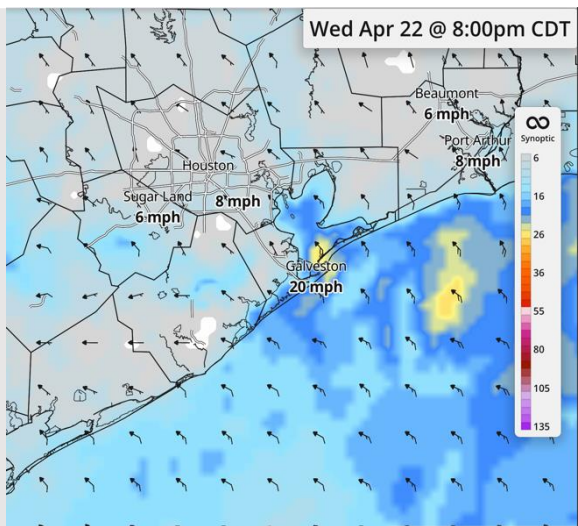 Wed Apr 22 @ 8:00pm CDT
Beaumont
6 mph
Port Arthur
8 mph
Houston
8 mph
Sugar Land
6 mph
Galveston
20 mph
Synoptic
6
16
26
36
55
80
105
135